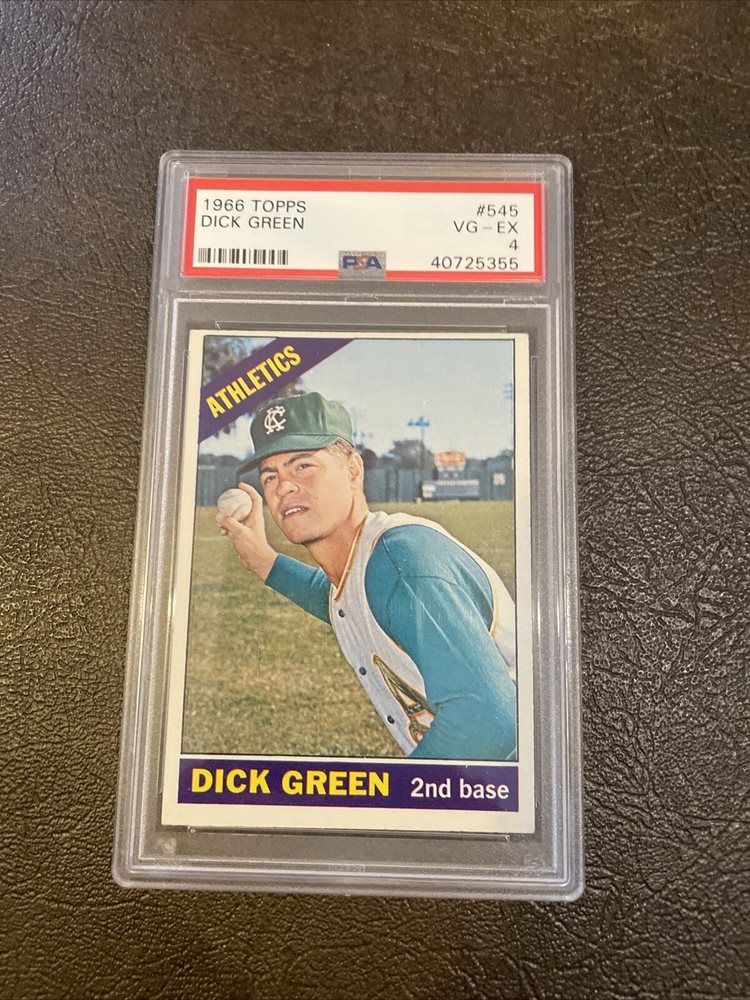 1966 TOPPS #545
DICK GREEN VG-EX
4
PSA 40725355
ATHLETICS
KC
DICK GREEN 2nd base